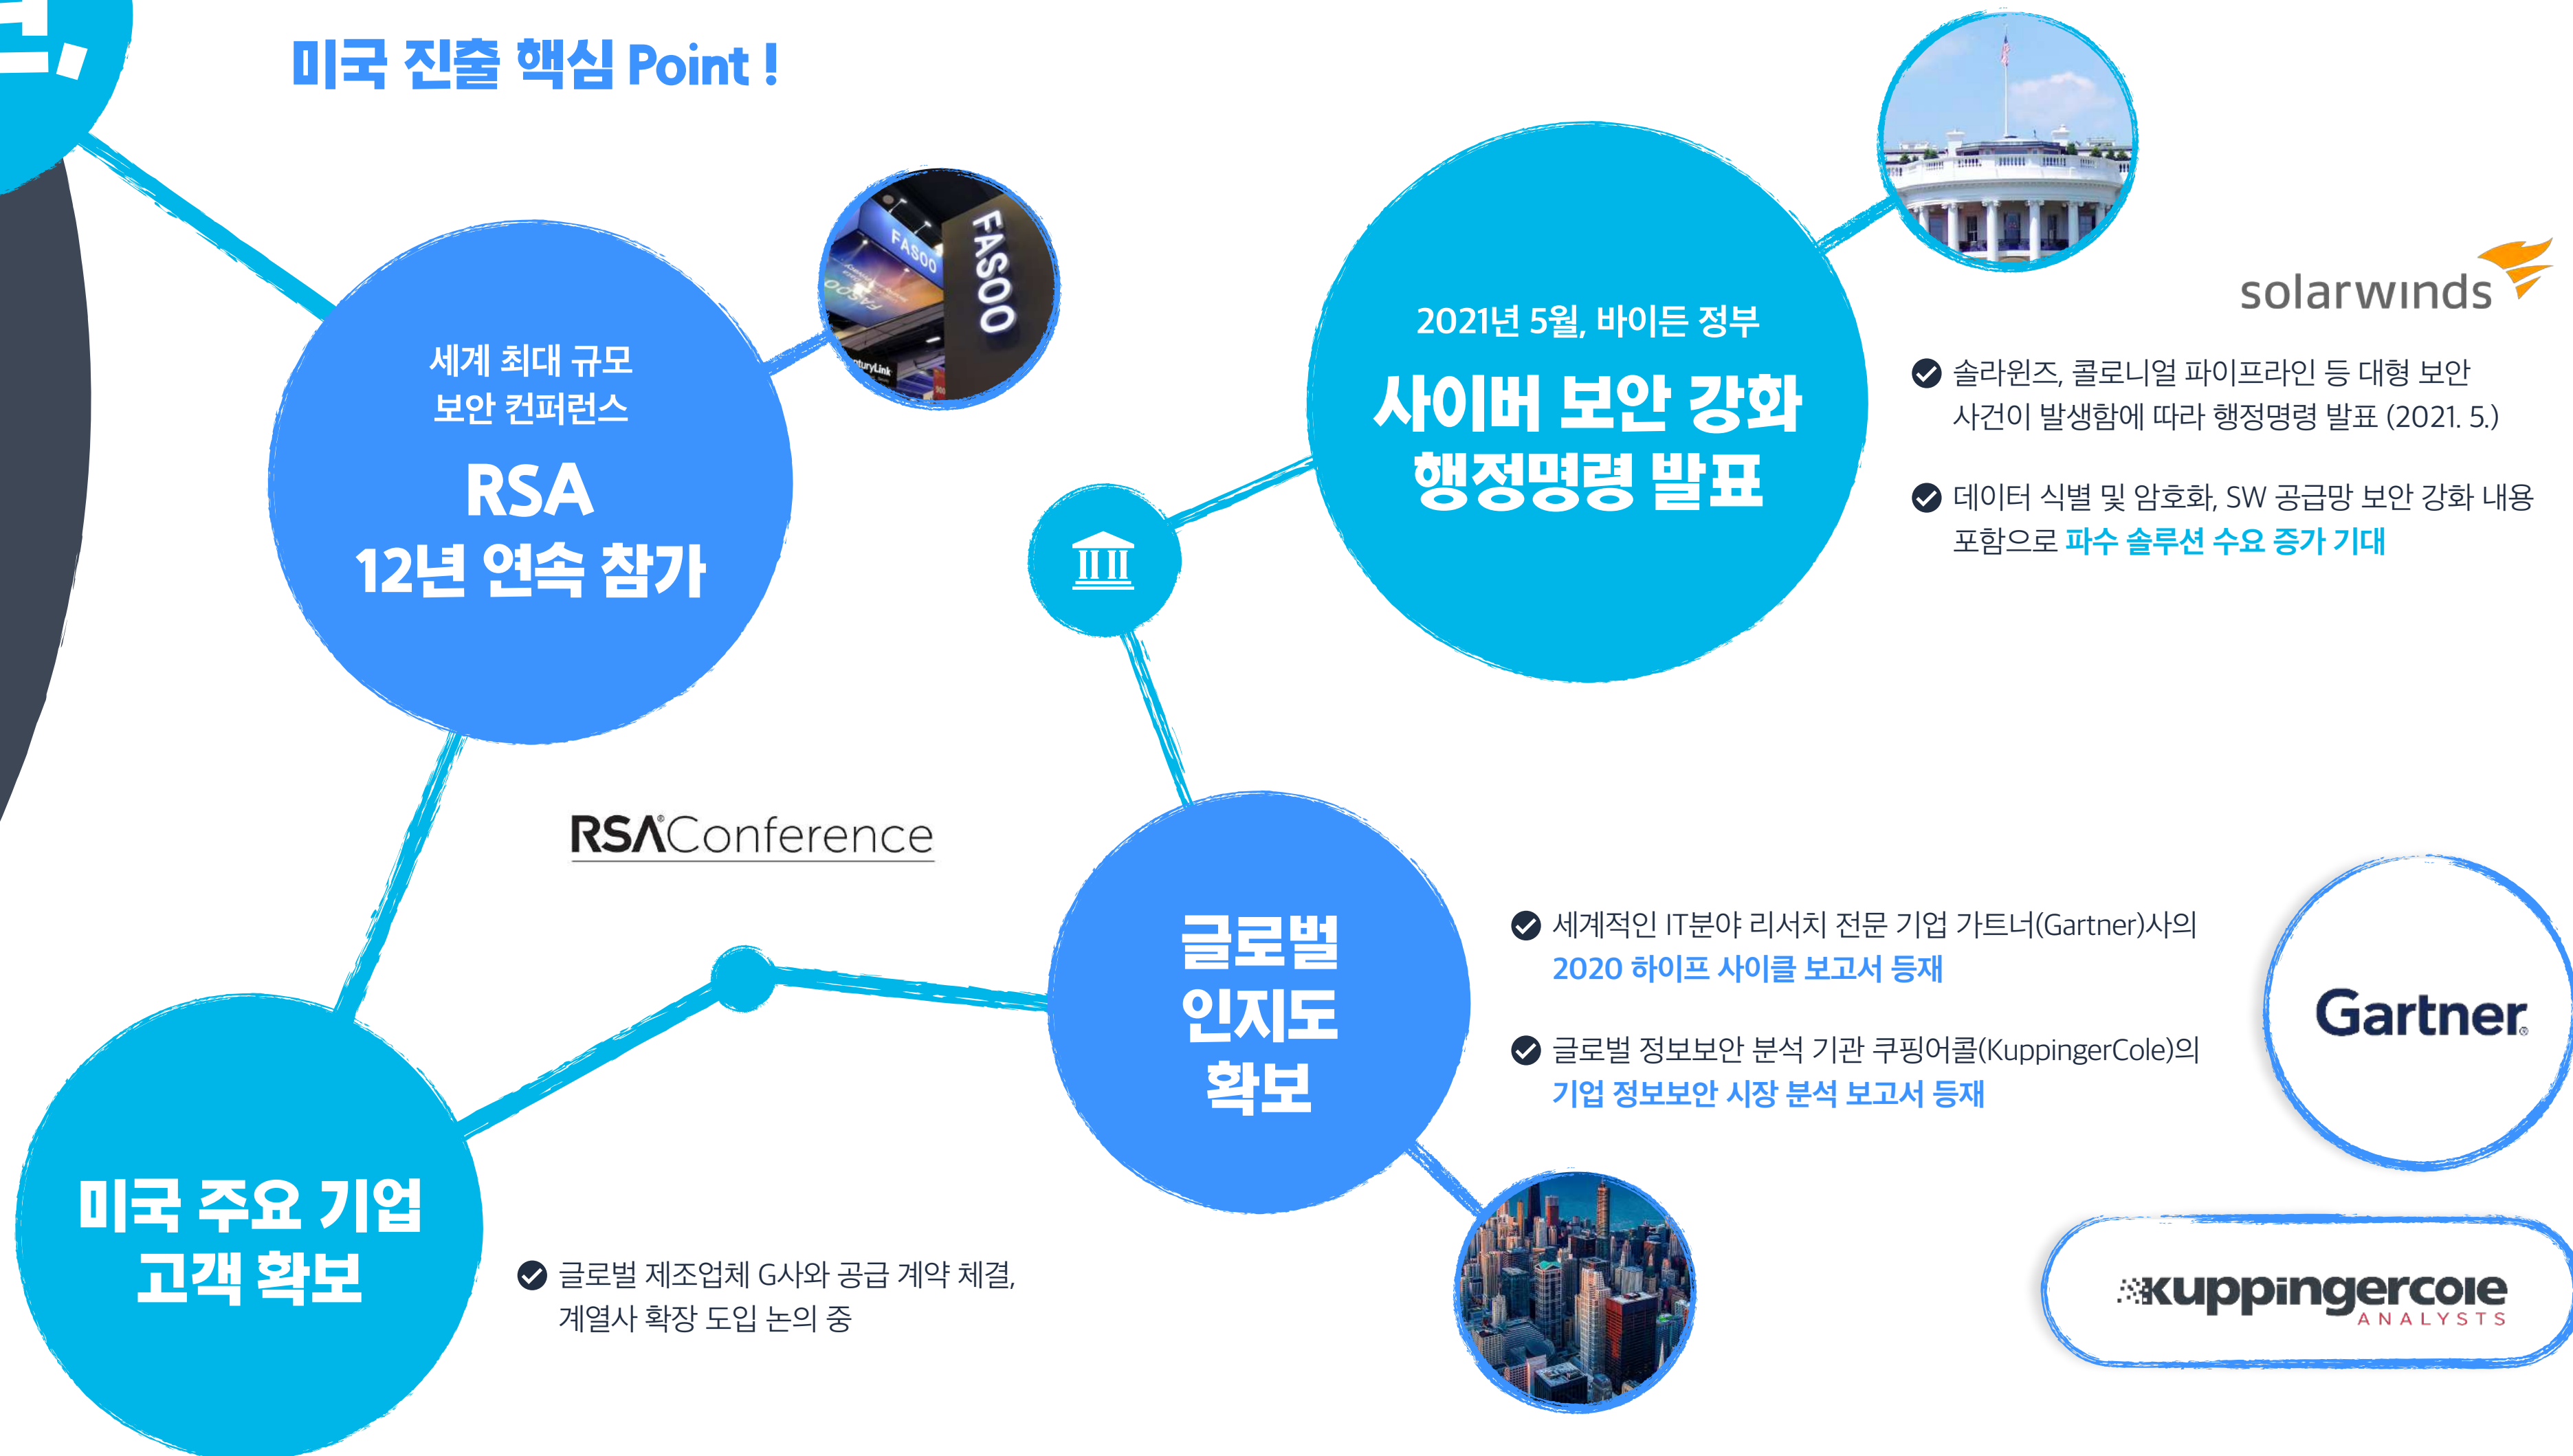 미국 진출 핵심 Point !
세계 최대 규모
보안 컨퍼런스
RSA
12년 연속 참가
FASOO
FASOO
FASOO
RSA®Conference
미국 주요 기업
고객 확보
글로벌 제조업체 G사와 공급 계약 체결,
계열사 확장 도입 논의 중
2021년 5월, 바이든 정부
사이버 보안 강화
행정명령 발표
solarwinds
솔라윈즈, 콜로니얼 파이프라인 등 대형 보안
사건이 발생함에 따라 행정명령 발표 (2021. 5.)
데이터 식별 및 암호화, SW 공급망 보안 강화 내용
포함으로 파수 솔루션 수요 증가 기대
글로벌
인지도
확보
세계적인 IT분야 리서치 전문 기업 가트너(Gartner)사의
2020 하이프 사이클 보고서 등재
글로벌 정보보안 분석 기관 쿠핑어콜(KuppingerCole)의
기업 정보보안 시장 분석 보고서 등재
Gartner®
kuppingercole
ANALYSTS